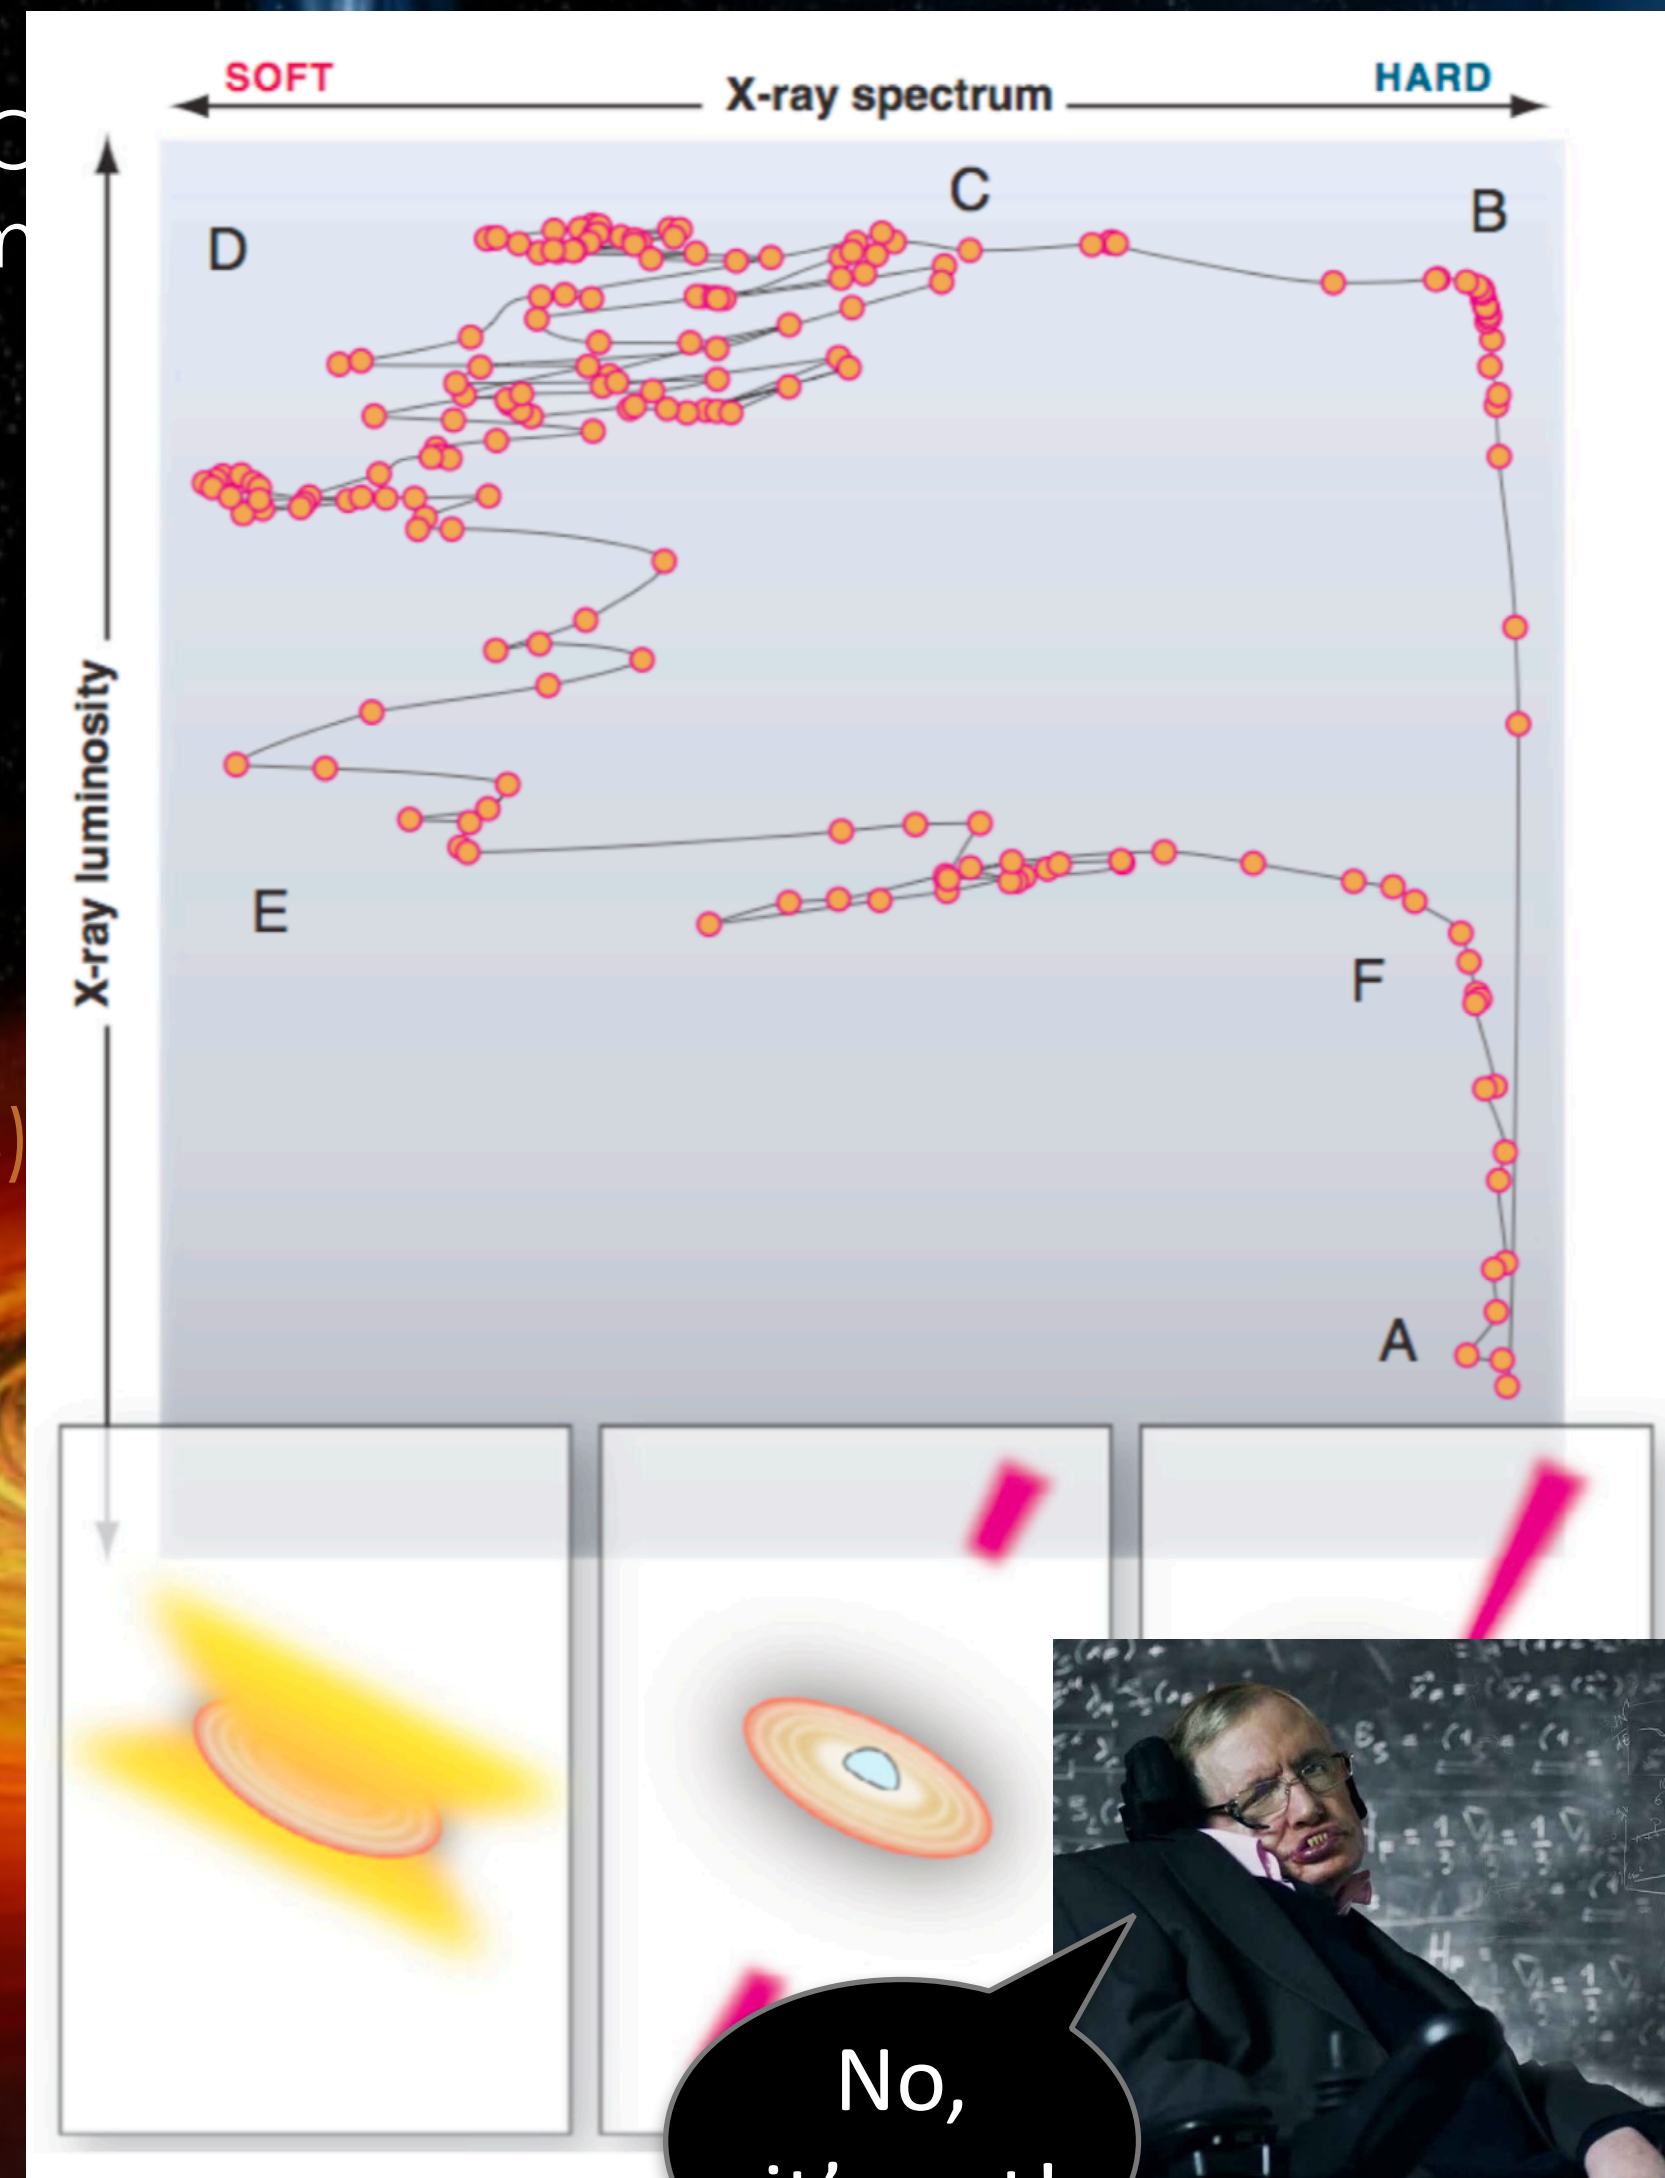 SOFT
X-ray spectrum
HARD
C
B
D
X-ray luminosity
E
F
A
)
No,